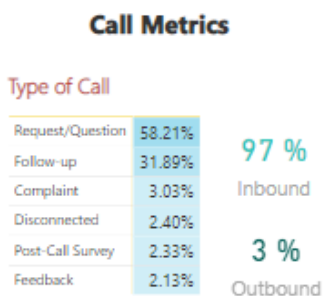 Call Metrics
Type of Call
Request/Question 58.21%
Follow-up 31.89%
Complaint 3.03%
Disconnected 2.40%
Post-Call Survey 2.33%
Feedback 2.13%
97 %
Inbound
3 %
Outbound